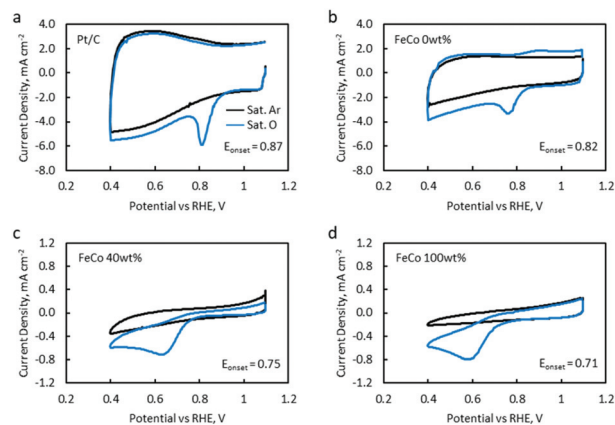 a
b
Pt/C
FeCo 0wt%
Current Density, mA cm⁻²
4.0
2.0
0.0
-2.0
-4.0
-6.0
-8.0
Sat. Ar
Sat. O
E_onset = 0.87
0.2
0.4
0.6
0.8
1
1.2
Potential vs RHE, V
Current Density, mA cm⁻²
4.0
2.0
0.0
-2.0
-4.0
-6.0
-8.0
E_onset = 0.82
0.2
0.4
0.6
0.8
1
1.2
Potential vs RHE, V
c
d
FeCo 40wt%
FeCo 100wt%
Current Density, mA cm⁻²
1.2
0.8
0.4
0.0
-0.4
-0.8
-1.2
E_onset = 0.75
0.2
0.4
0.6
0.8
1
1.2
Potential vs RHE, V
Current Density, mA cm⁻²
1.2
0.8
0.4
0.0
-0.4
-0.8
-1.2
E_onset = 0.71
0.2
0.4
0.6
0.8
1
1.2
Potential vs RHE, V